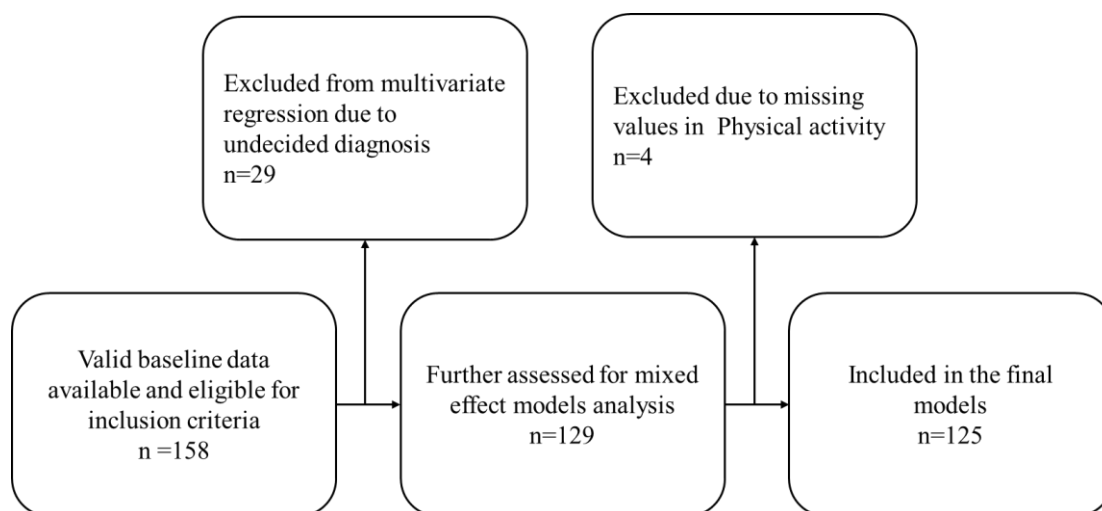 Excluded from multivariate
regression due to
undecided diagnosis
n=29
Excluded due to missing
values in  Physical activity
n=4
Valid baseline data
available and eligible for
inclusion criteria
n =158
Further assessed for mixed
effect models analysis
n=129
Included in the final
models
n=125